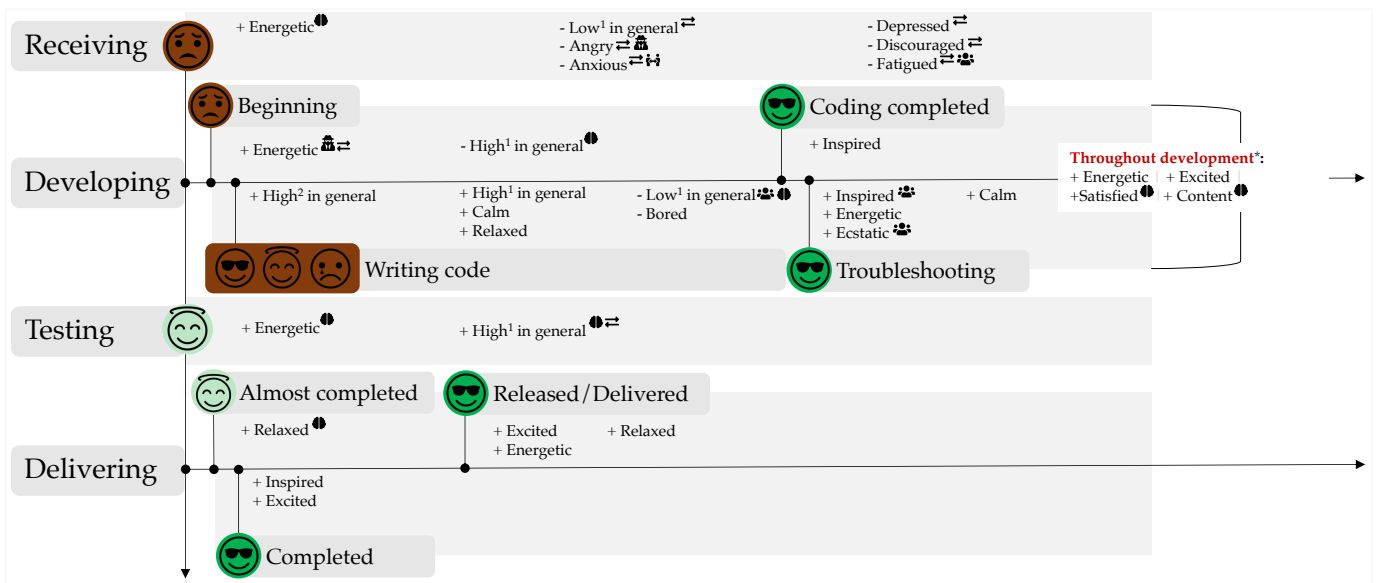 Receiving
+ Energetic
- Low¹ in general
- Angry
- Anxious
- Depressed
- Discouraged
- Fatigued
Beginning
+ Energetic
- High¹ in general
Coding completed
+ Inspired
Developing
Throughout development*:
+ Energetic | + Excited |
+Satisfied | + Content
+ High² in general
+ High¹ in general
+ Calm
+ Relaxed
- Low¹ in general
- Bored
+ Inspired
+ Energetic
+ Ecstatic
+ Calm
Writing code
Troubleshooting
Testing
+ Energetic
+ High¹ in general
Almost completed
+ Relaxed
Released/Delivered
+ Excited
+ Energetic
+ Relaxed
Delivering
+ Inspired
+ Excited
Completed